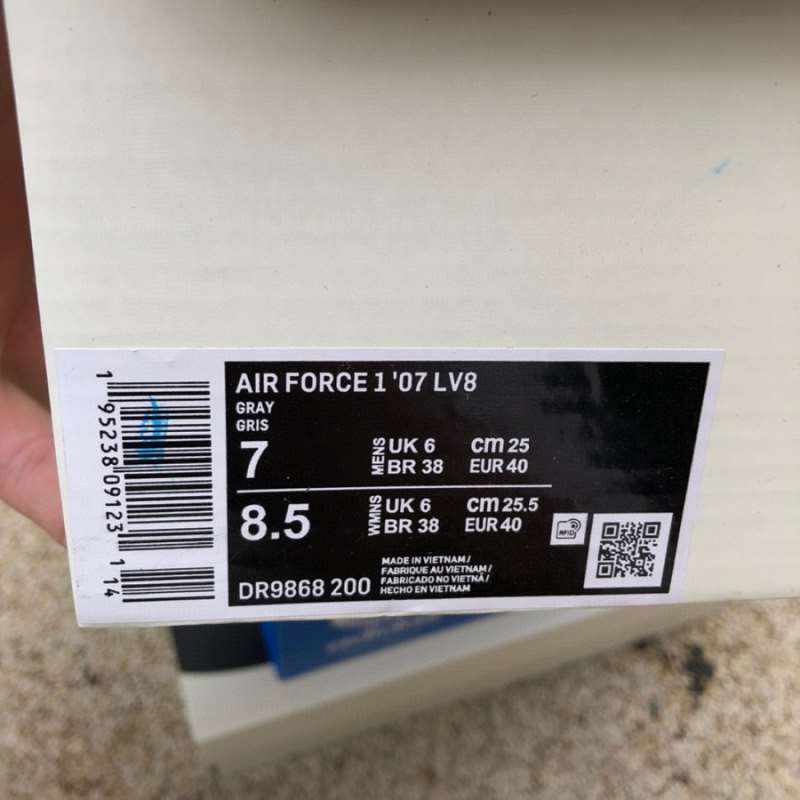 AIR FORCE 1 '07 LV8
GRAY
GRIS
7 MENS UK 6 cm 25
BR 38 EUR 40
8.5 WMNS UK 6 cm 25.5
BR 38 EUR 40
RFID
DR9868 200
MADE IN VIETNAM /
FABRIQUE AU VIETNAM /
FABRICADO NO VIETNÃ /
HECHO EN VIETNAM
1 95238 09123 1 14